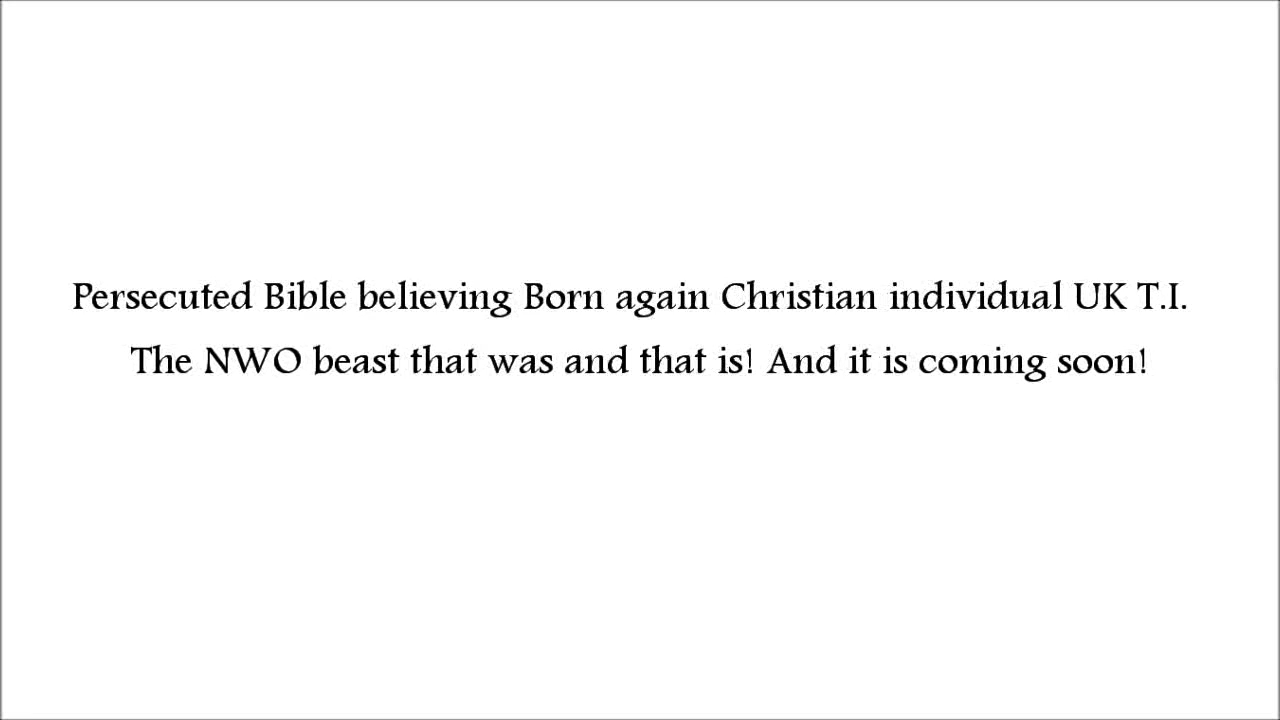 Persecuted Bible believing Born again Christian individual UK T.I.
The NWO beast that was and that is! And it is coming soon!